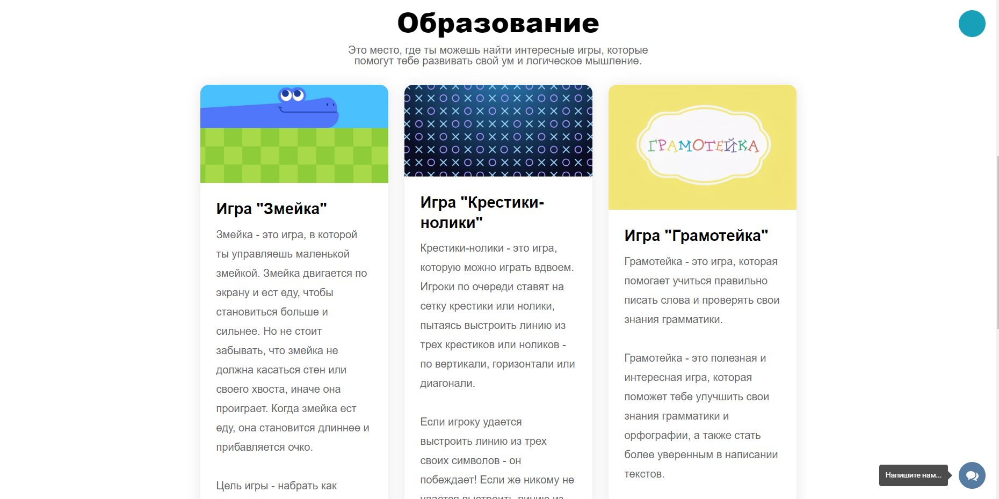 Образование
Это место, где ты можешь найти интересные игры, которые
помогут тебе развивать свой ум и логическое мышление.
Игра "Змейка"
Змейка - это игра, в которой
ты управляешь маленькой
змейкой. Змейка двигается по
экрану и ест еду, чтобы
становиться больше и
сильнее. Но не стоит
забывать, что змейка не
должна касаться стен или
своего хвоста, иначе она
проиграет. Когда змейка ест
еду, она становится длиннее и
прибавляется очко.
Цель игры - набрать как
Игра "Крестики-
нолики"
Крестики-нолики - это игра,
которую можно играть вдвоем.
Игроки по очереди ставят на
сетку крестики или нолики,
пытаясь выстроить линию из
трех крестиков или ноликов -
по вертикали, горизонтали или
диагонали.
Если игроку удается
выстроить линию из трех
своих символов - он
побеждает! Если же никому не
удается выстроить линию из
ГРАМОТЕЙКА
Игра "Грамотейка"
Грамотейка - это игра, которая
помогает учиться правильно
писать слова и проверять свои
знания грамматики.
Грамотейка - это полезная и
интересная игра, которая
поможет тебе улучшить свои
знания грамматики и
орфографии, а также стать
более уверенным в написании
текстов.
Напишите нам...